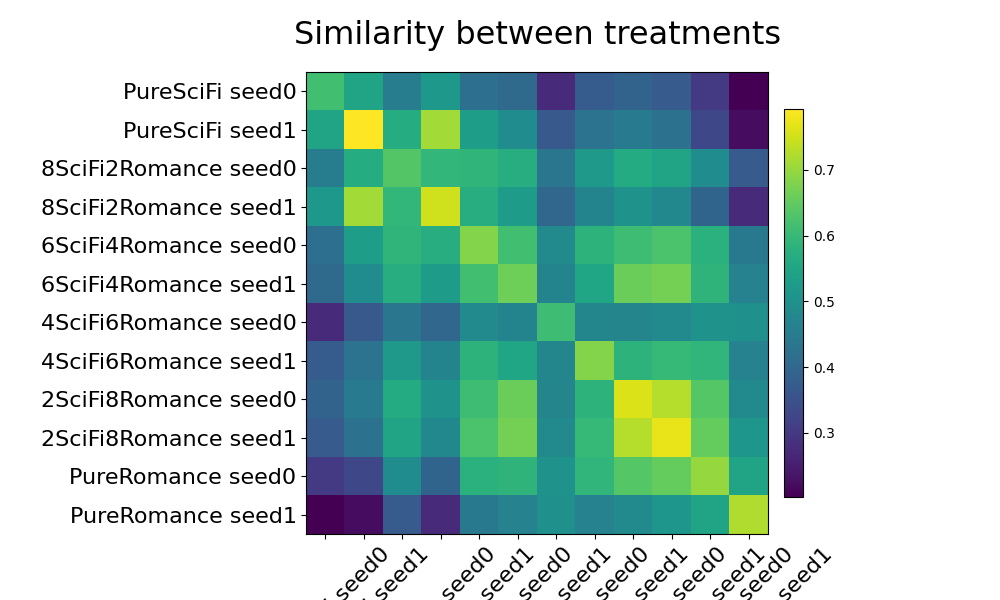 Similarity between treatments
PureSciFi seed0
PureSciFi seed1
8SciFi2Romance seed0
8SciFi2Romance seed1
6SciFi4Romance seed0
6SciFi4Romance seed1
4SciFi6Romance seed0
4SciFi6Romance seed1
2SciFi8Romance seed0
2SciFi8Romance seed1
PureRomance seed0
PureRomance seed1
0.7
0.6
0.5
0.4
0.3
seed0
seed1
seed0
seed1
seed0
seed1
seed0
seed1
seed0
seed1
seed0
seed1